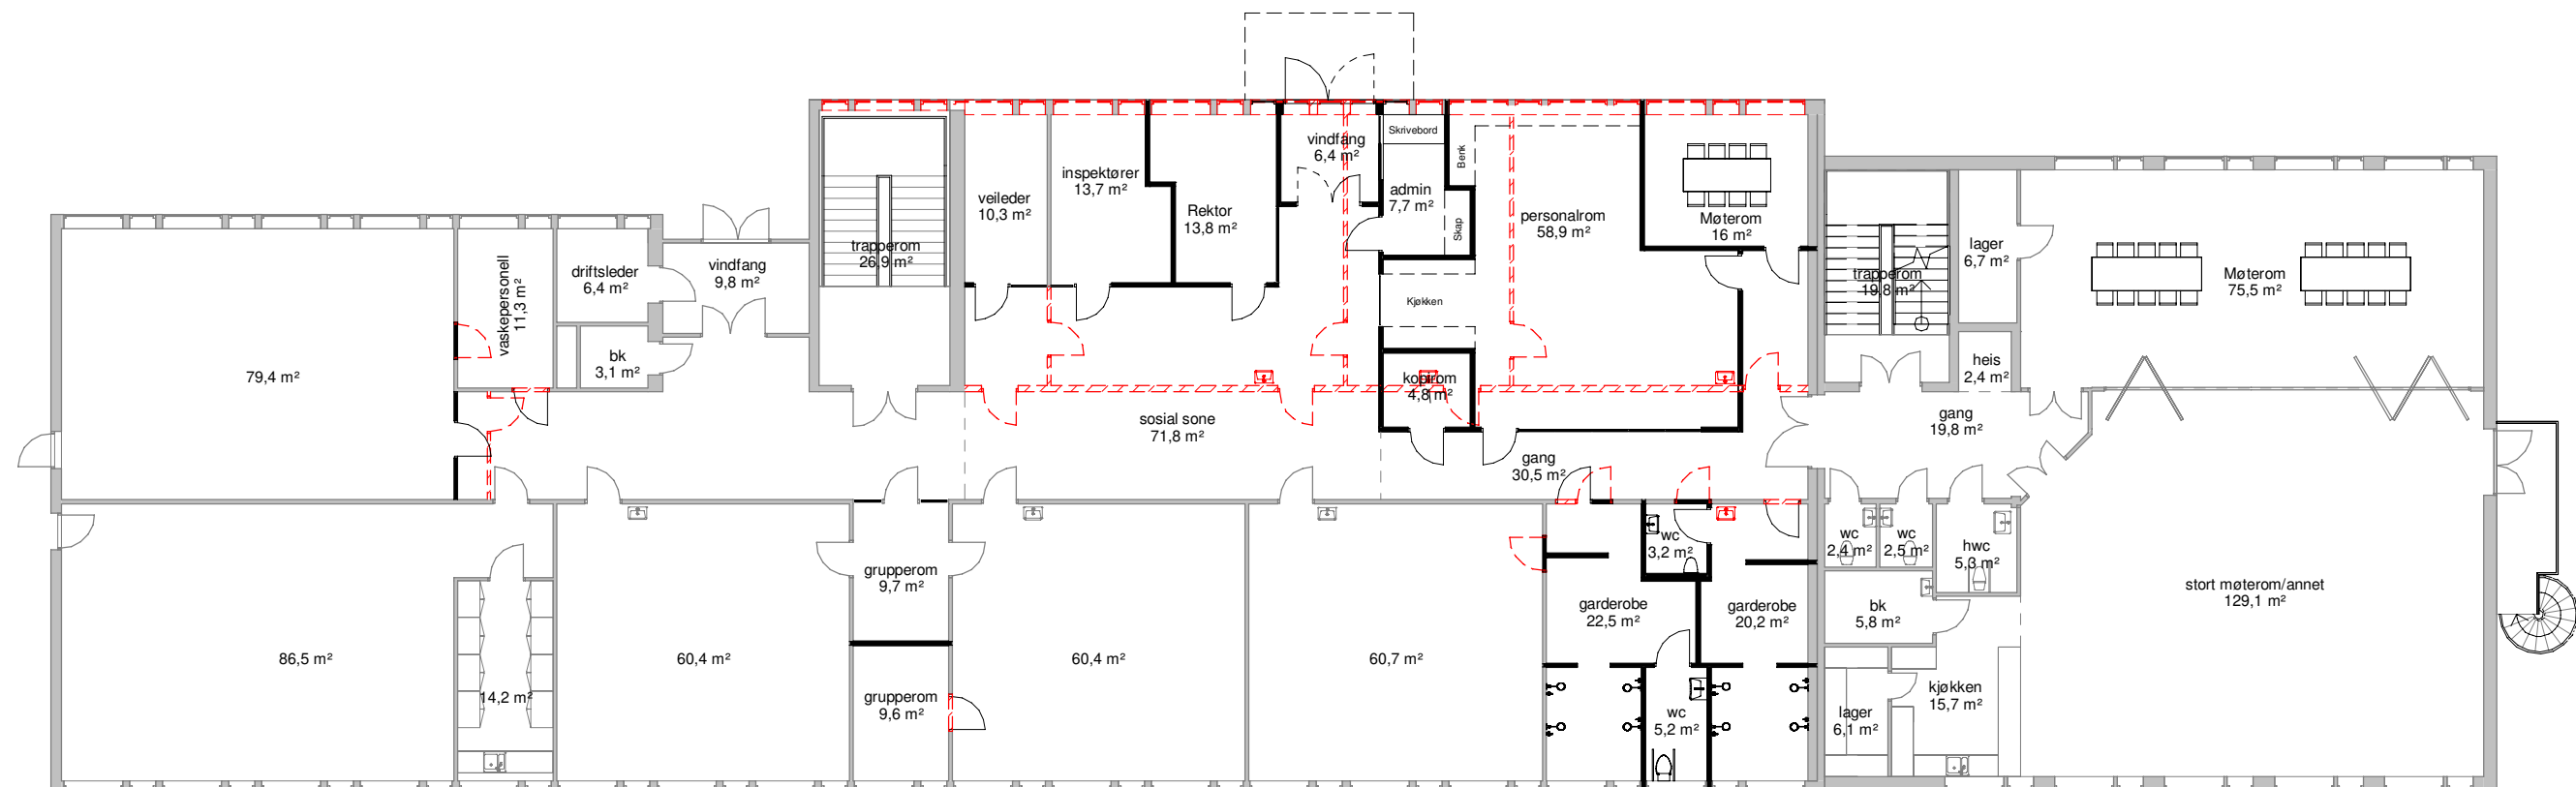 Skrivebord
vindfang
6,4 m²
Benk
inspektører
13,7 m²
veileder
10,3 m²
Rektor
13,8 m²
admin
7,7 m²
Skap
personalrom
58,9 m²
Møterom
16 m²
trapperom
26,9 m²
lager
6,7 m²
vaskepersonell
11,3 m²
driftsleder
6,4 m²
vindfang
9,8 m²
trapperom
19,8 m²
Møterom
75,5 m²
Kjøkken
bk
3,1 m²
heis
2,4 m²
79,4 m²
kopirom
4,8 m²
sosial sone
71,8 m²
gang
19,8 m²
gang
30,5 m²
wc
3,2 m²
wc
2,4 m²
wc
2,5 m²
hwc
5,3 m²
grupperom
9,7 m²
stort møterom/annet
129,1 m²
garderobe
22,5 m²
garderobe
20,2 m²
bk
5,8 m²
86,5 m²
60,4 m²
60,4 m²
60,7 m²
14,2 m²
grupperom
9,6 m²
wc
5,2 m²
lager
6,1 m²
kjøkken
15,7 m²